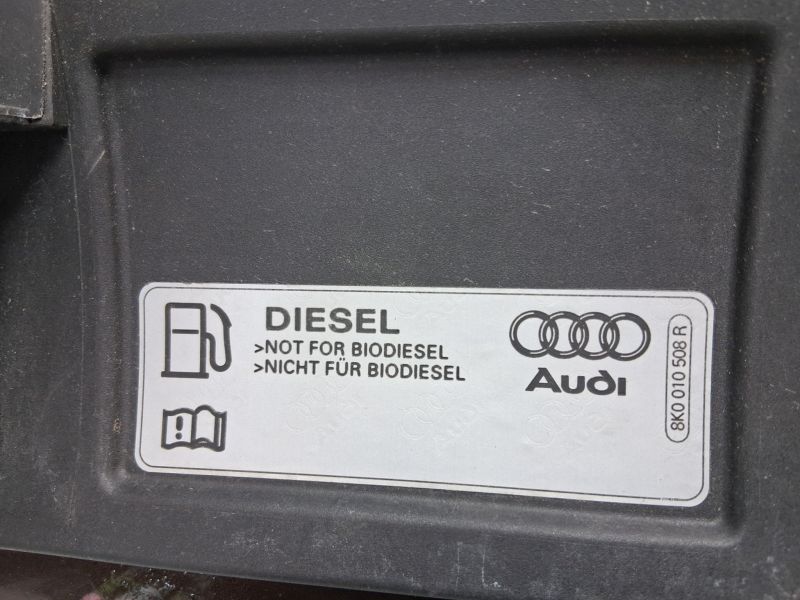 DIESEL
>NOT FOR BIODIESEL
>NICHT FÜR BIODIESEL
Audi
8K0 010 508 R